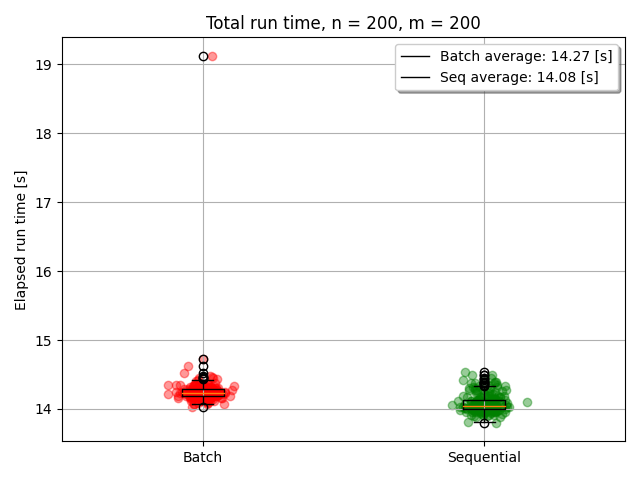 Total run time, n = 200, m = 200
Batch average: 14.27 [s]
Seq average: 14.08 [s]
Elapsed run time [s]
19
18
17
16
15
14
Batch
Sequential